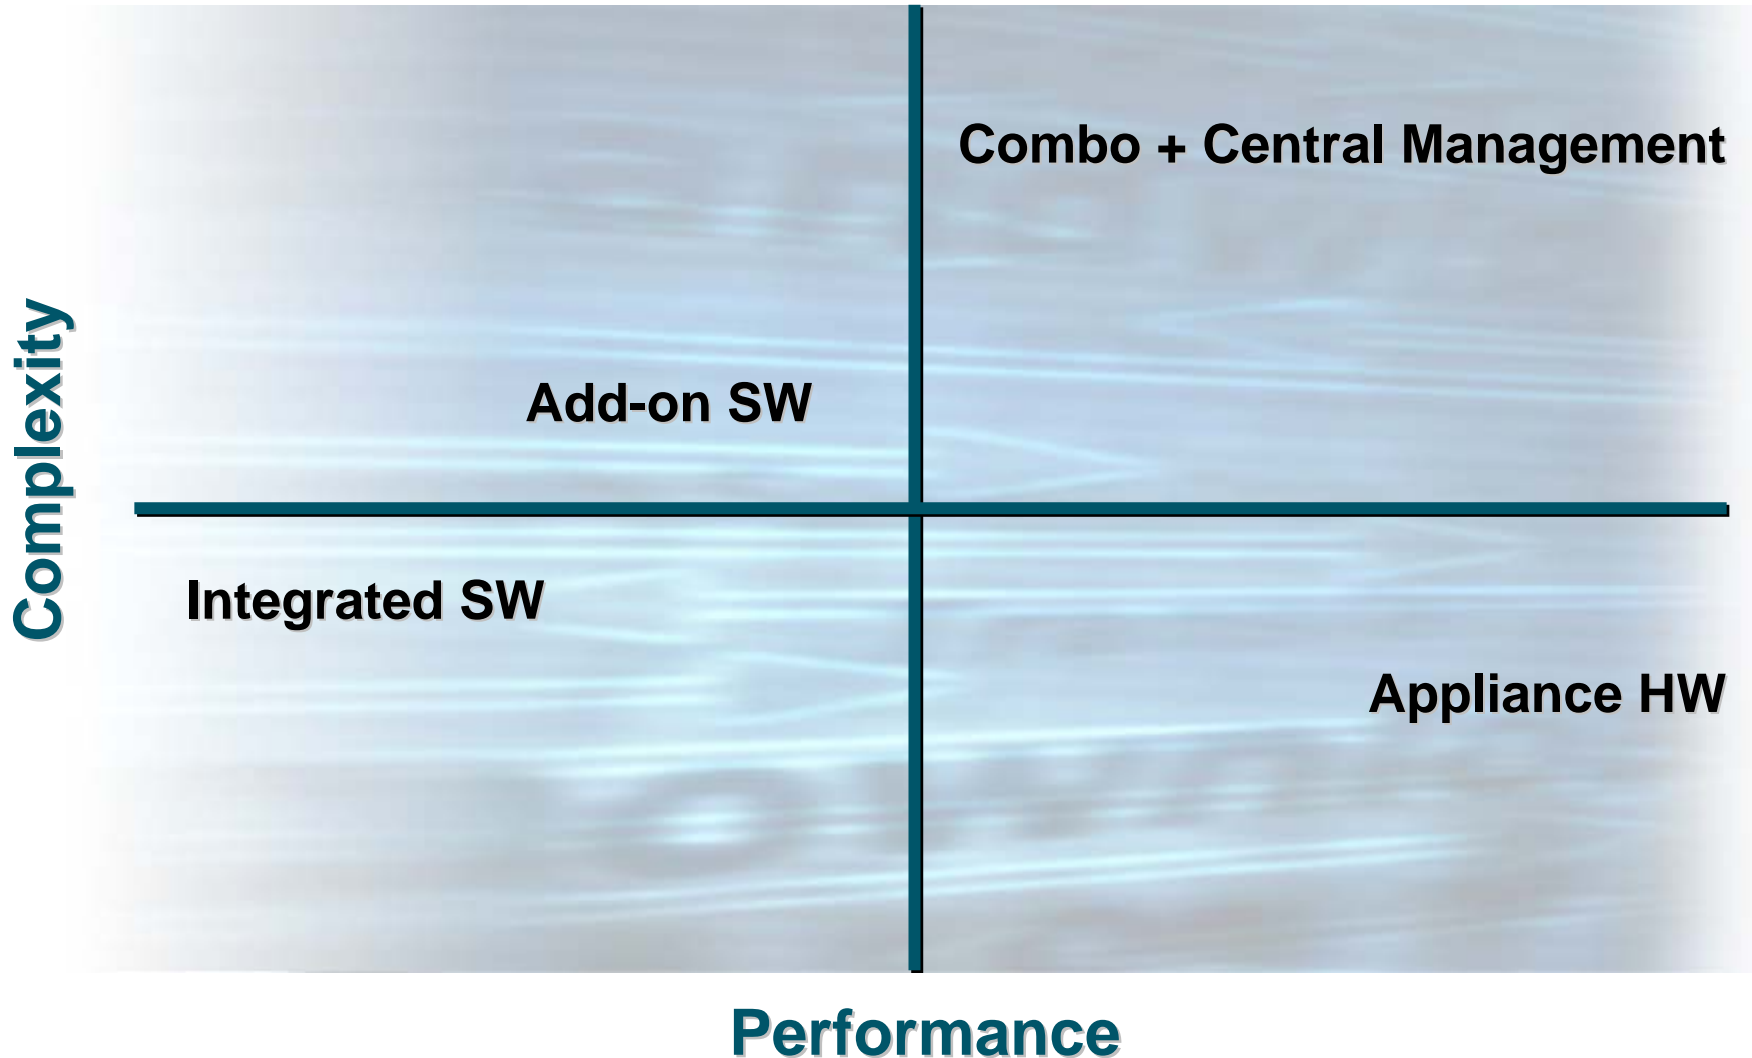 Combo + Central Management
Add-on SW
Complexity
Integrated SW
Appliance HW
Performance